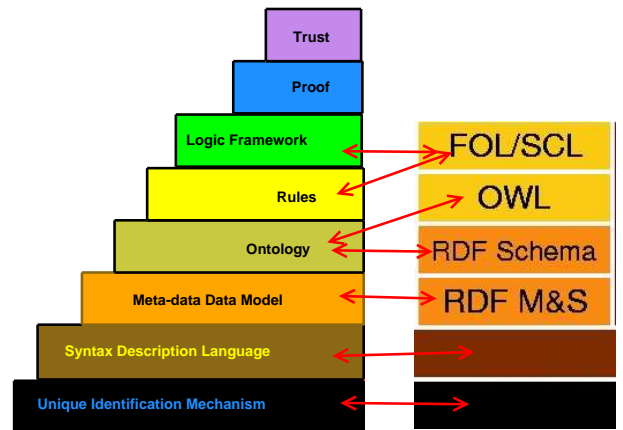 Trust
Proof
Logic Framework
FOL/SCL
Rules
OWL
Ontology
RDF Schema
Meta-data Data Model
RDF M&S
Syntax Description Language
Unique Identification Mechanism